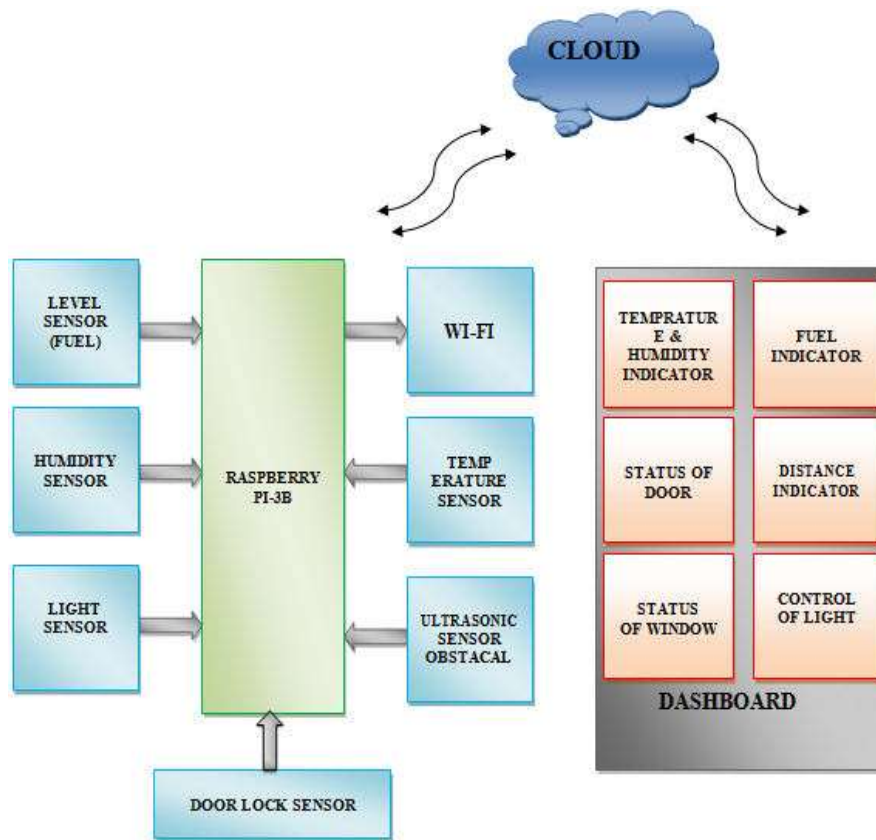 CLOUD
LEVEL
SENSOR
(FUEL)
WI-FI
HUMIDITY
SENSOR
RASPBERRY
PI-3B
TEMP
ERATURE
SENSOR
LIGHT
SENSOR
ULTRASONIC
SENSOR
OBSTACAL
DOOR LOCK SENSOR
TEMPRATUR
E &
HUMIDITY
INDICATOR
FUEL
INDICATOR
STATUS OF
DOOR
DISTANCE
INDICATOR
STATUS
OF WINDOW
CONTROL
OF LIGHT
DASHBOARD